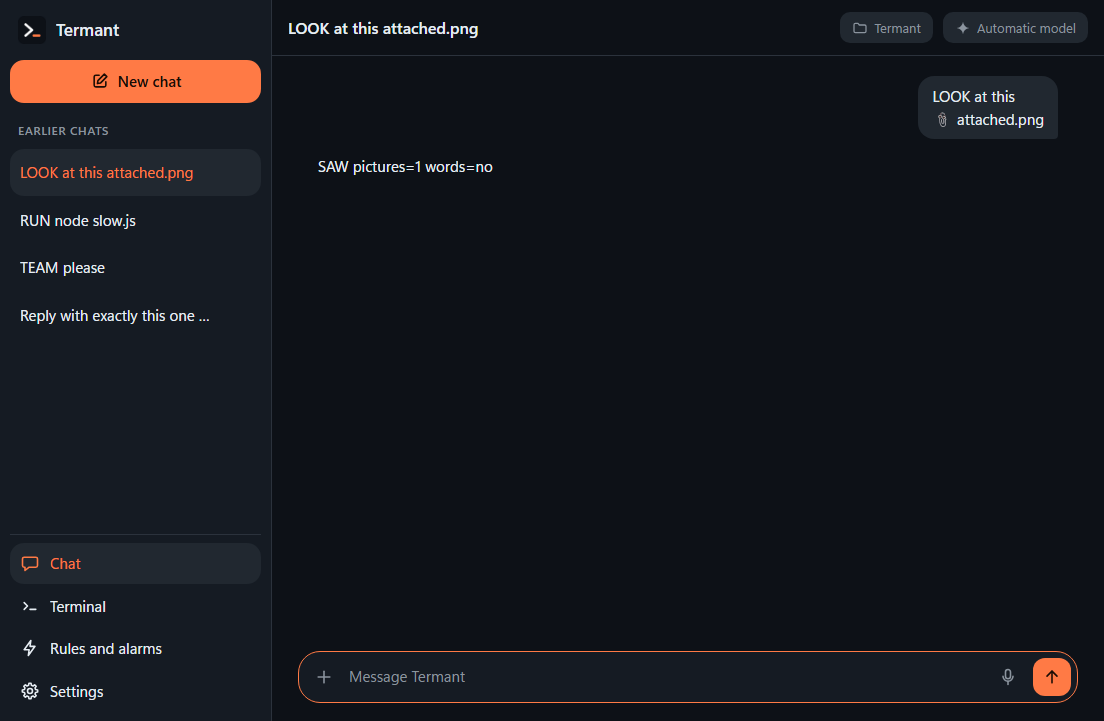 Termant
New chat
EARLIER CHATS
LOOK at this attached.png
RUN node slow.js
TEAM please
Reply with exactly this one ...
Chat
Terminal
Rules and alarms
Settings
LOOK at this attached.png
Termant
Automatic model
LOOK at this
attached.png
SAW pictures=1 words=no
Message Termant